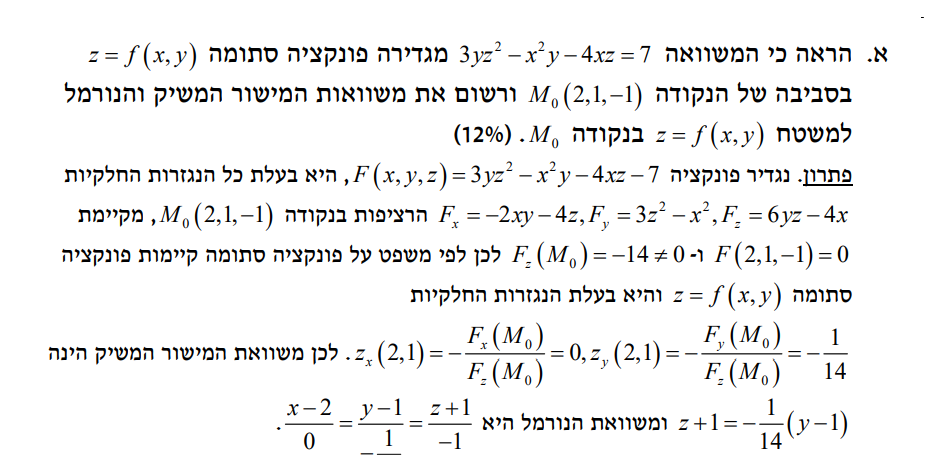 א. הראה כי המשוואה 3yz² − x²y − 4xz = 7 מגדירה פונקציה סתומה z = f(x, y)
בסביבה של הנקודה M₀(2,1,−1) ורשום את משוואות המישור המשיק והנורמל
למשטח z = f(x, y) בנקודה M₀. (12%)
פתרון. נגדיר פונקציה F(x, y, z) = 3yz² − x²y − 4xz − 7, היא בעלת כל הנגזרות החלקיות
F_x = −2xy − 4z, F_y = 3z² − x², F_z = 6yz − 4x הרציפות בנקודה M₀(2,1,−1), מקיימת
F(2,1,−1) = 0 ו- F_z(M₀) = −14 ≠ 0 לכן לפי משפט על פונקציה סתומה קיימות פונקציה
סתומה z = f(x, y) והיא בעלת הנגזרות החלקיות
z_x(2,1) = −F_x(M₀)/F_z(M₀) = 0, z_y(2,1) = −F_y(M₀)/F_z(M₀) = −1/14. לכן משוואת המישור המשיק הינה
z + 1 = −1/14 (y − 1) ומשוואת הנורמל היא (x − 2)/0 = (y − 1)/(−1/ = (z + 1)/−1.